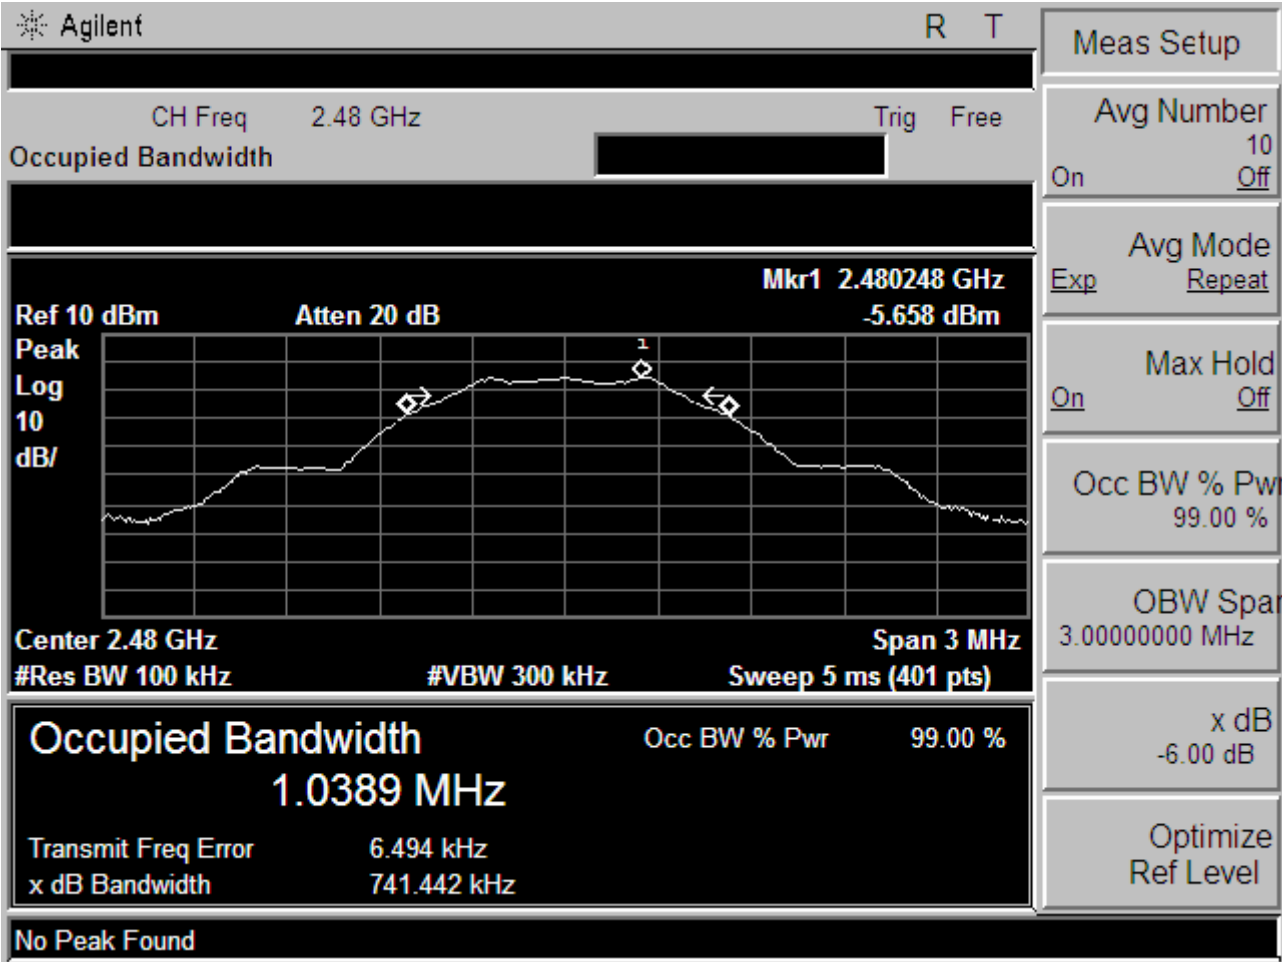 Agilent R T
Meas Setup
CH Freq 2.48 GHz Trig Free
Occupied Bandwidth
Mkr1 2.480248 GHz
Ref 10 dBm Atten 20 dB -5.658 dBm
Peak
Log
10
dB/
1
Center 2.48 GHz Span 3 MHz
#Res BW 100 kHz #VBW 300 kHz Sweep 5 ms (401 pts)
Occupied Bandwidth Occ BW % Pwr 99.00 %
1.0389 MHz
Transmit Freq Error 6.494 kHz
x dB Bandwidth 741.442 kHz
No Peak Found
Avg Number
10
On Off
Avg Mode
Exp Repeat
Max Hold
On Off
Occ BW % Pwr
99.00 %
OBW Span
3.00000000 MHz
x dB
-6.00 dB
Optimize
Ref Level